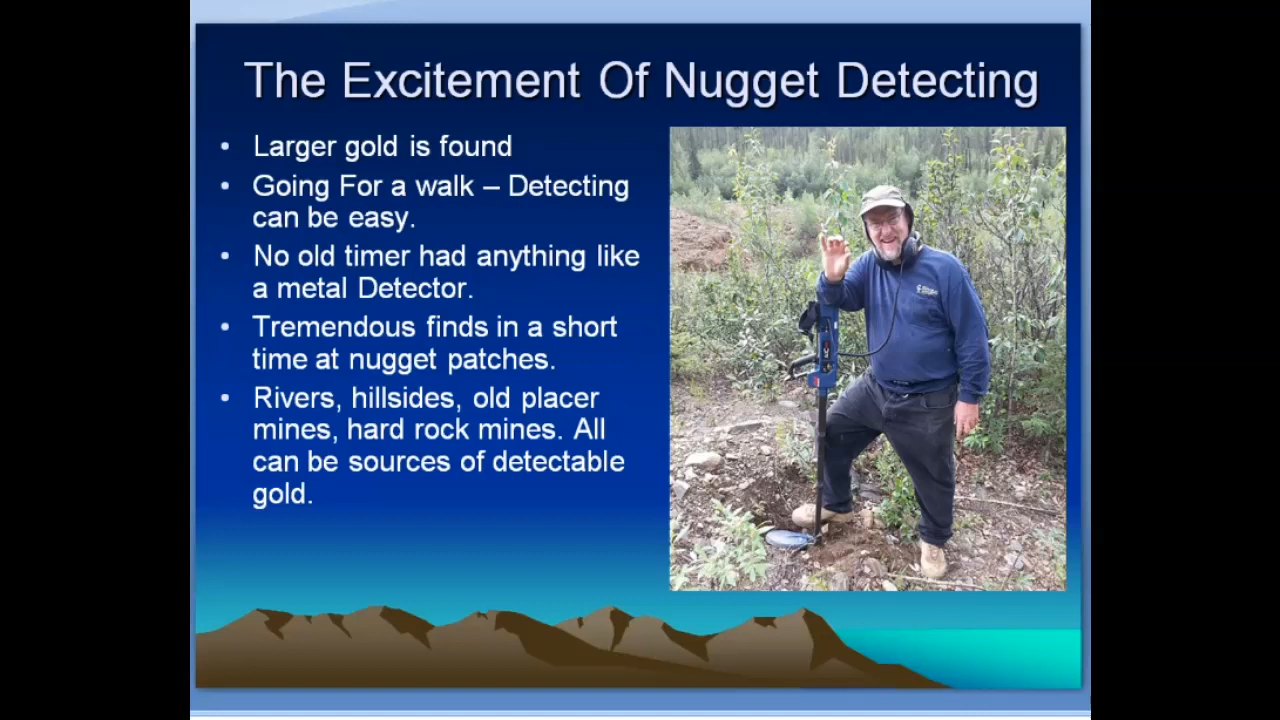 The Excitement Of Nugget Detecting
• Larger gold is found
• Going For a walk – Detecting
can be easy.
• No old timer had anything like
a metal Detector.
• Tremendous finds in a short
time at nugget patches.
• Rivers, hillsides, old placer
mines, hard rock mines. All
can be sources of detectable
gold.